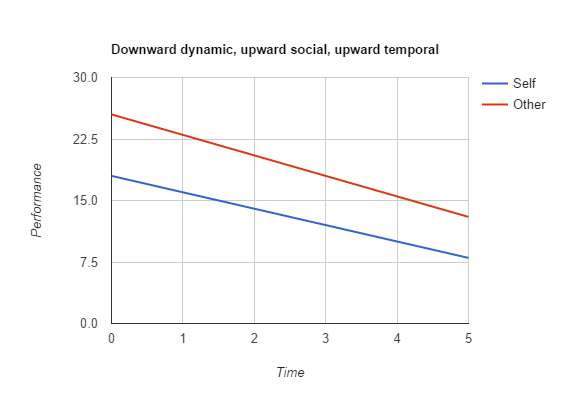 Downward dynamic, upward social, upward temporal
30.0
22.5
15.0
7.5
0.0
Performance
0 1 2 3 4 5
Time
Self
Other